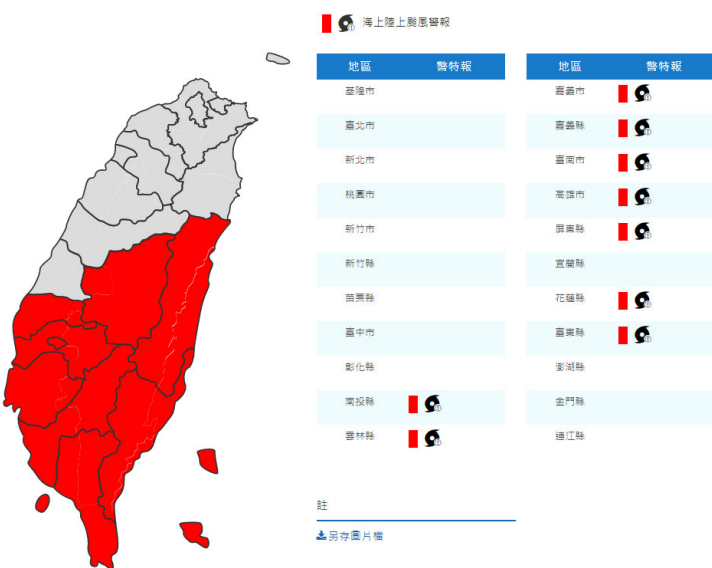 海上陸上颱風警報
地區 警特報
基隆市
臺北市
新北市
桃園市
新竹市
新竹縣
苗栗縣
臺中市
彰化縣
南投縣
雲林縣
地區 警特報
嘉義市
嘉義縣
臺南市
高雄市
屏東縣
宜蘭縣
花蓮縣
臺東縣
澎湖縣
金門縣
連江縣
註
另存圖片檔